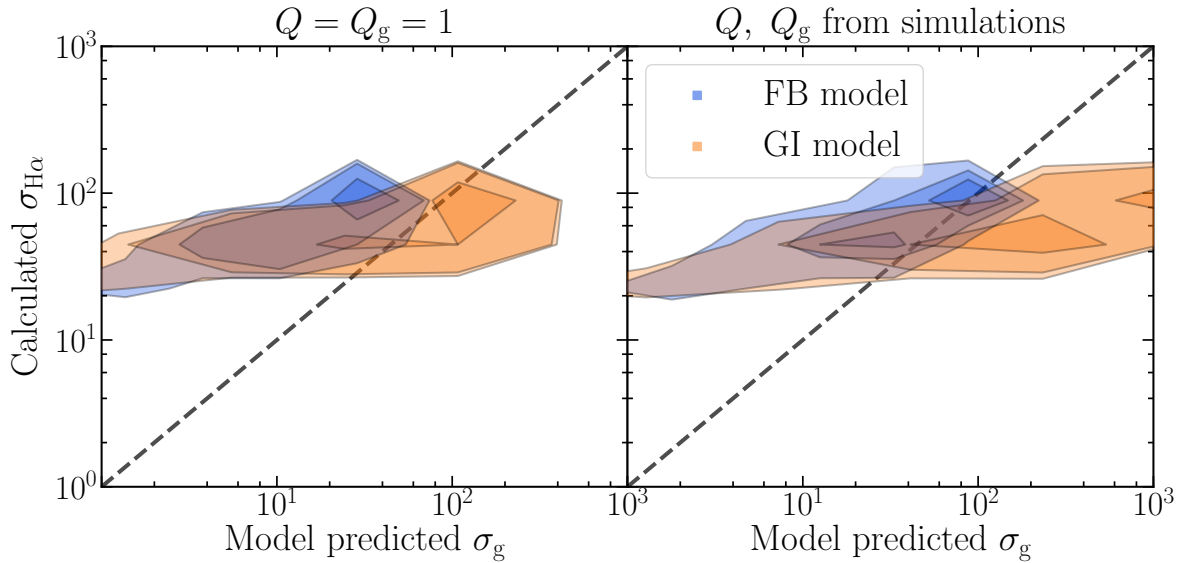 Q = Q_g = 1
Q, Q_g from simulations
Calculated σ_Hα
10^3
10^2
10^1
10^0
FB model
GI model
10^1
10^2
10^3
10^1
10^2
10^3
Model predicted σ_g
Model predicted σ_g